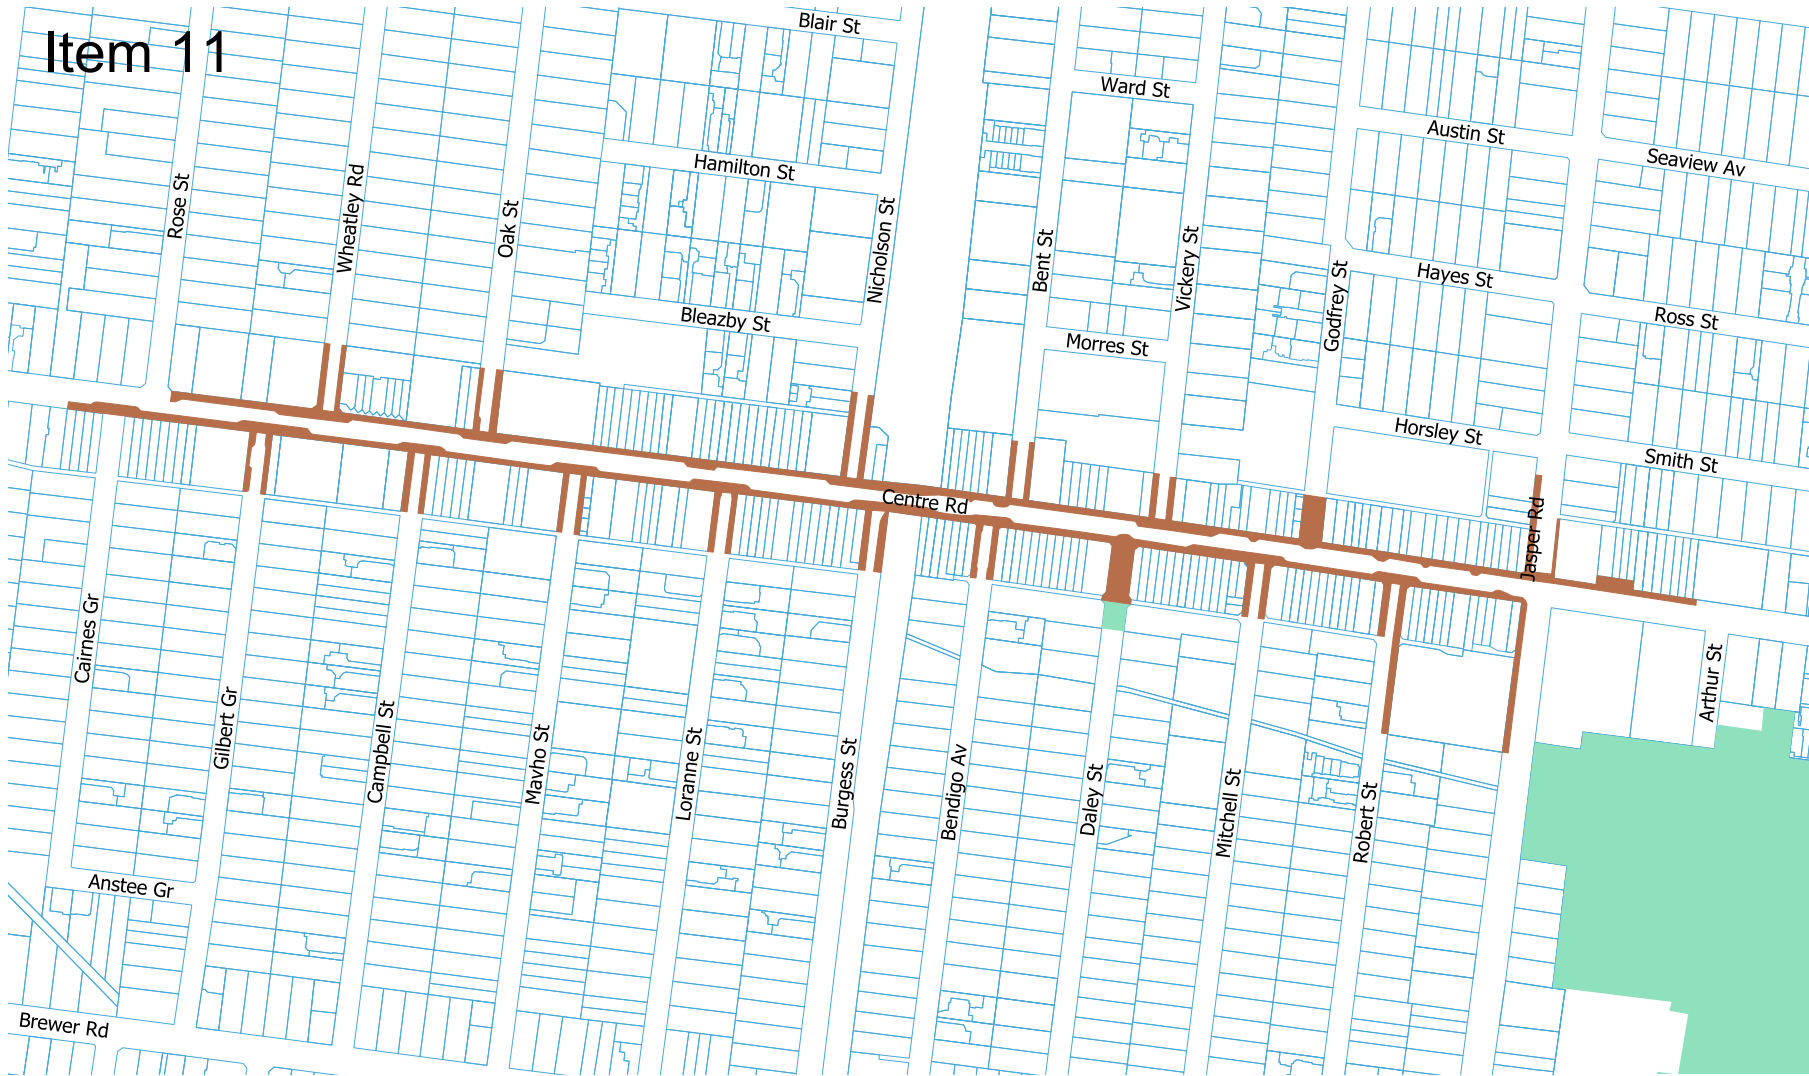 Item 11
Blair St
Ward St
Austin St
Seaview Av
Hamilton St
Rose St
Wheatley Rd
Oak St
Nicholson St
Bent St
Vickery St
Godfrey St
Hayes St
Bleazby St
Morres St
Ross St
Horsley St
Smith St
Centre Rd
Jasper Rd
Cairnes Gr
Gilbert Gr
Campbell St
Mavho St
Loranne St
Burgess St
Bendigo Av
Daley St
Mitchell St
Robert St
Arthur St
Anstee Gr
Brewer Rd